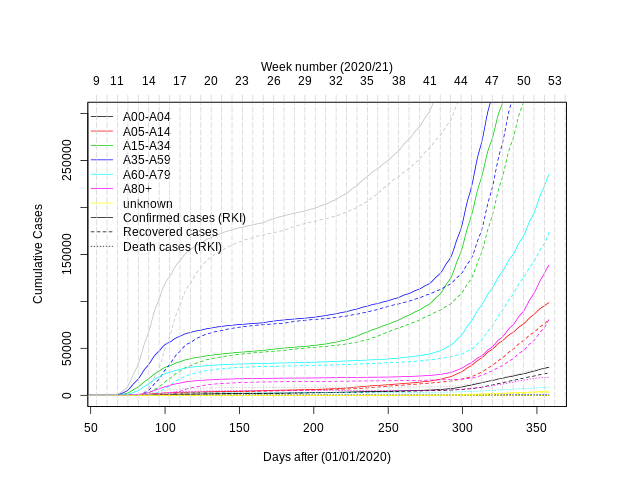 Week number (2020/21)
9 11 14 17 20 23 26 29 32 35 38 41 44 47 50 53
A00-A04
A05-A14
A15-A34
A35-A59
A60-A79
A80+
unknown
Confirmed cases (RKI)
Recovered cases
Death cases (RKI)
Cumulative Cases
250000
150000
50000
0
50 100 150 200 250 300 350
Days after (01/01/2020)